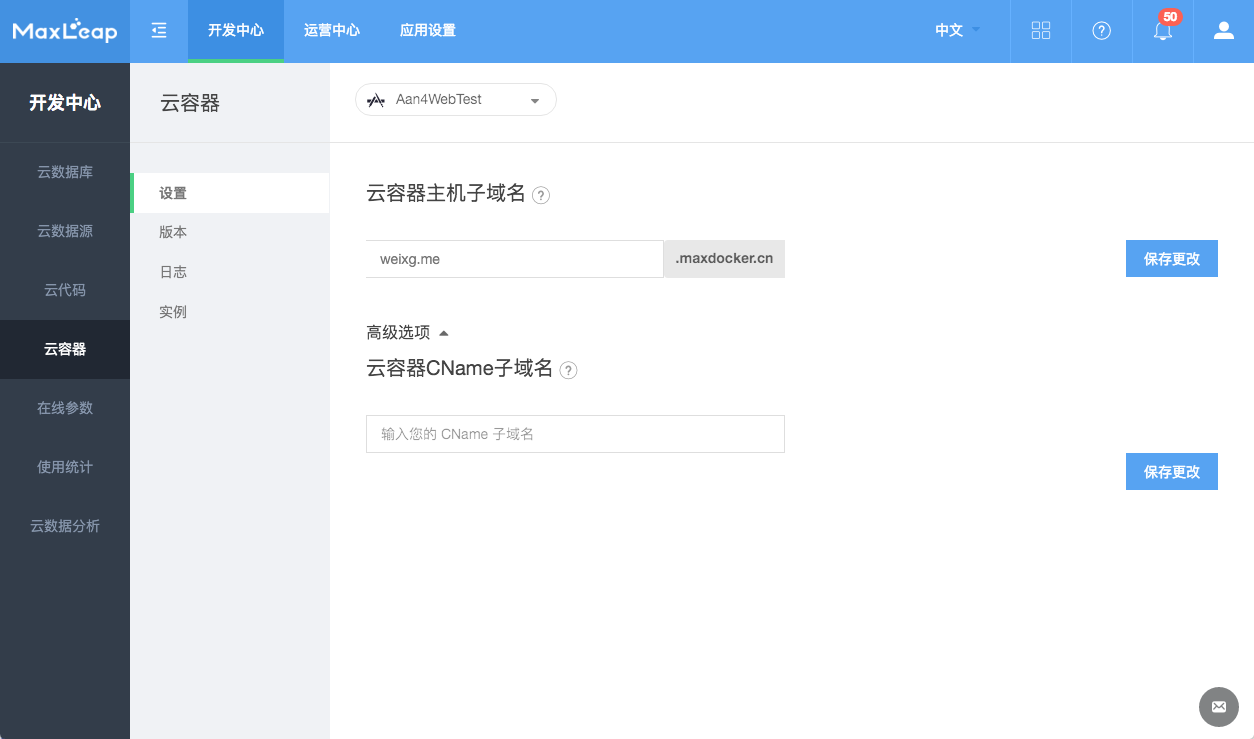 MaxLeap
开发中心
运营中心
应用设置
中文
50
开发中心
云数据库
云数据源
云代码
云容器
在线参数
使用统计
云数据分析
云容器
设置
版本
日志
实例
Aan4WebTest
云容器主机子域名 ?
weixg.me .maxdocker.cn
保存更改
高级选项
云容器CName子域名 ?
输入您的 CName 子域名
保存更改